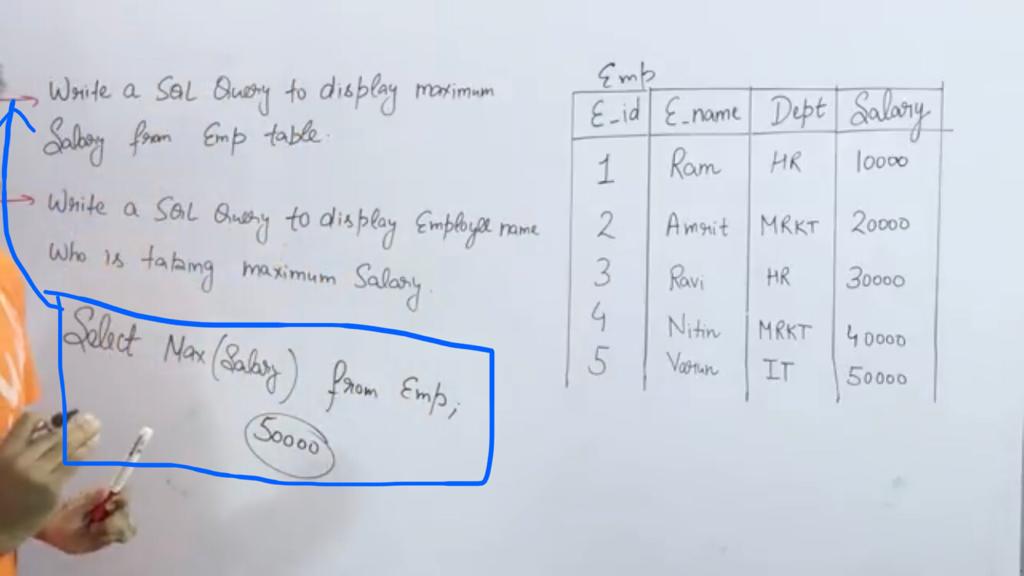 Write a SQL Query to display maximum
Salary from Emp table.
Write a SQL Query to display Employee name
Who is taking maximum Salary.
Select Max(Salary) from Emp;
50000
Emp
E_id E_name Dept Salary
1 Ram HR 10000
2 Amrit MRKT 20000
3 Ravi HR 30000
4 Nitin MRKT 40000
5 Varun IT 50000